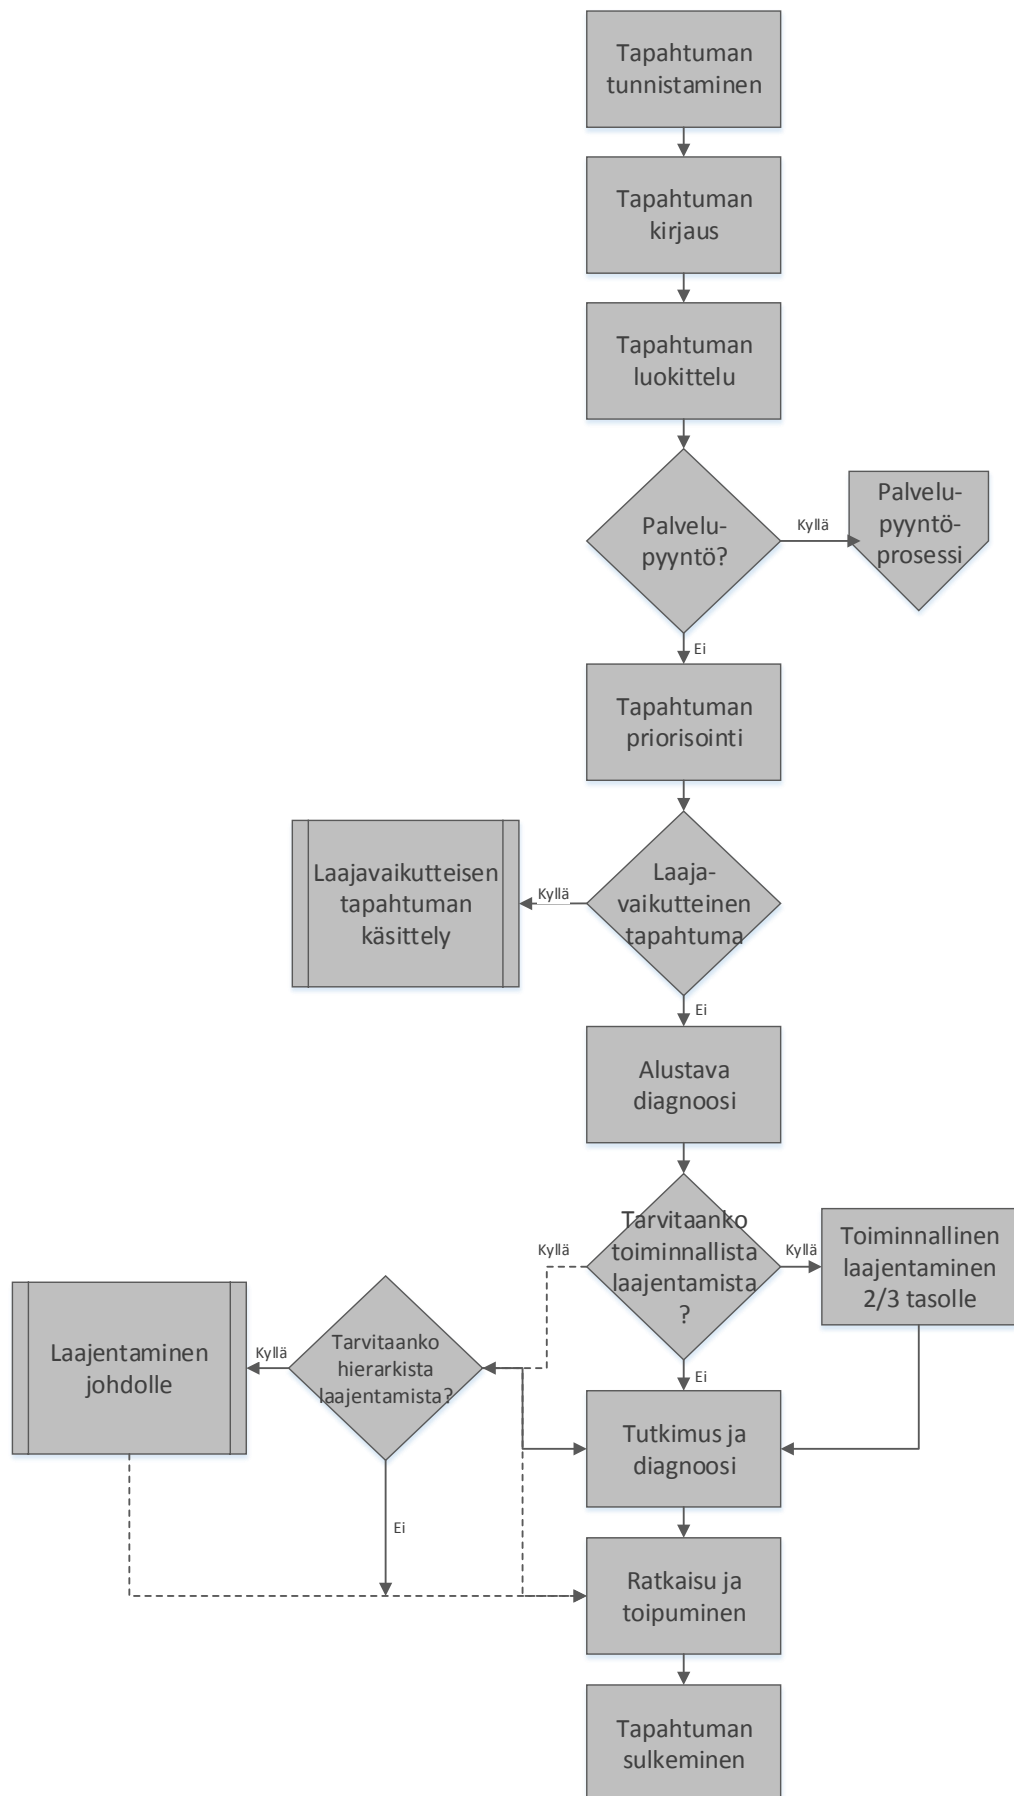 Tapahtuman
tunnistaminen
Tapahtuman
kirjaus
Tapahtuman
luokittelu
Palvelu-
pyyntö?
Kyllä
Palvelu-
pyyntö-
prosessi
Ei
Tapahtuman
priorisointi
Laaja-
vaikutteinen
tapahtuma
Kyllä
Laajavaikutteisen
tapahtuman
käsittely
Ei
Alustava
diagnoosi
Tarvitaanko
toiminnallista
laajentamista
?
Kyllä
Toiminnallinen
laajentaminen
2/3 tasolle
Kyllä
Tarvitaanko
hierarkista
laajentamista?
Kyllä
Laajentaminen
johdolle
Ei
Tutkimus ja
diagnoosi
Ei
Ratkaisu ja
toipuminen
Tapahtuman
sulkeminen